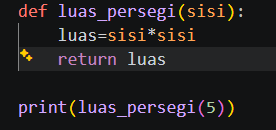 def luas_persegi(sisi):
    luas=sisi*sisi
    return luas

print(luas_persegi(5))